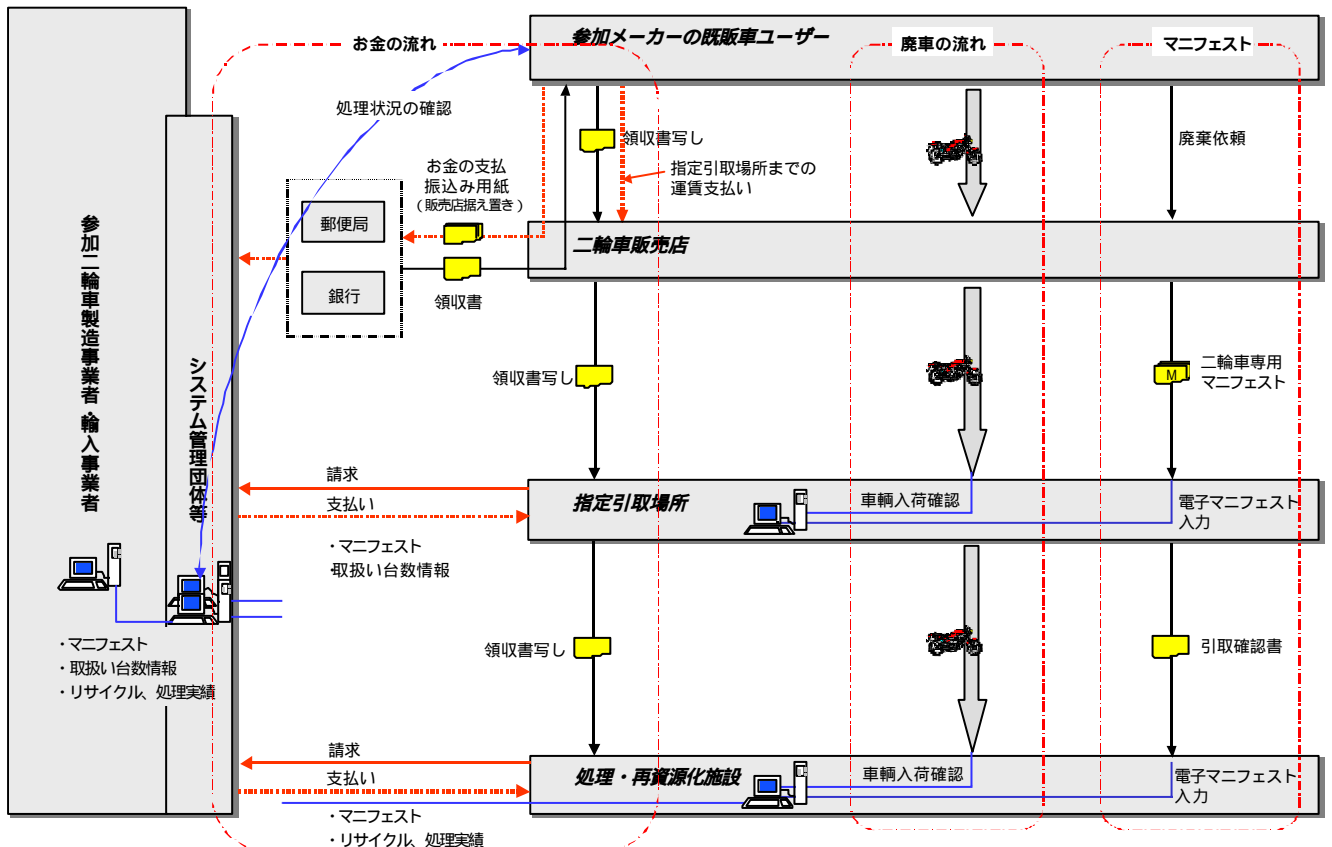 お金の流れ
参加メーカーの既販車ユーザー
廃車の流れ
マニフェスト
処理状況の確認
領収書写し
廃棄依頼
お金の支払
振込み用紙
（販売店据え置き）
指定引取場所までの
運賃支払い
郵便局
銀行
領収書
二輪車販売店
参加二輪車製造事業者・輸入事業者
システム管理団体等
領収書写し
M
二輪車専用
マニフェスト
請求
支払い
指定引取場所
車輌入荷確認
電子マニフェスト
入力
・マニフェスト
・取扱い台数情報
・マニフェスト
・取扱い台数情報
・リサイクル、処理実績
領収書写し
引取確認書
請求
支払い
処理・再資源化施設
車輌入荷確認
電子マニフェスト
入力
・マニフェスト
・リサイクル、処理実績